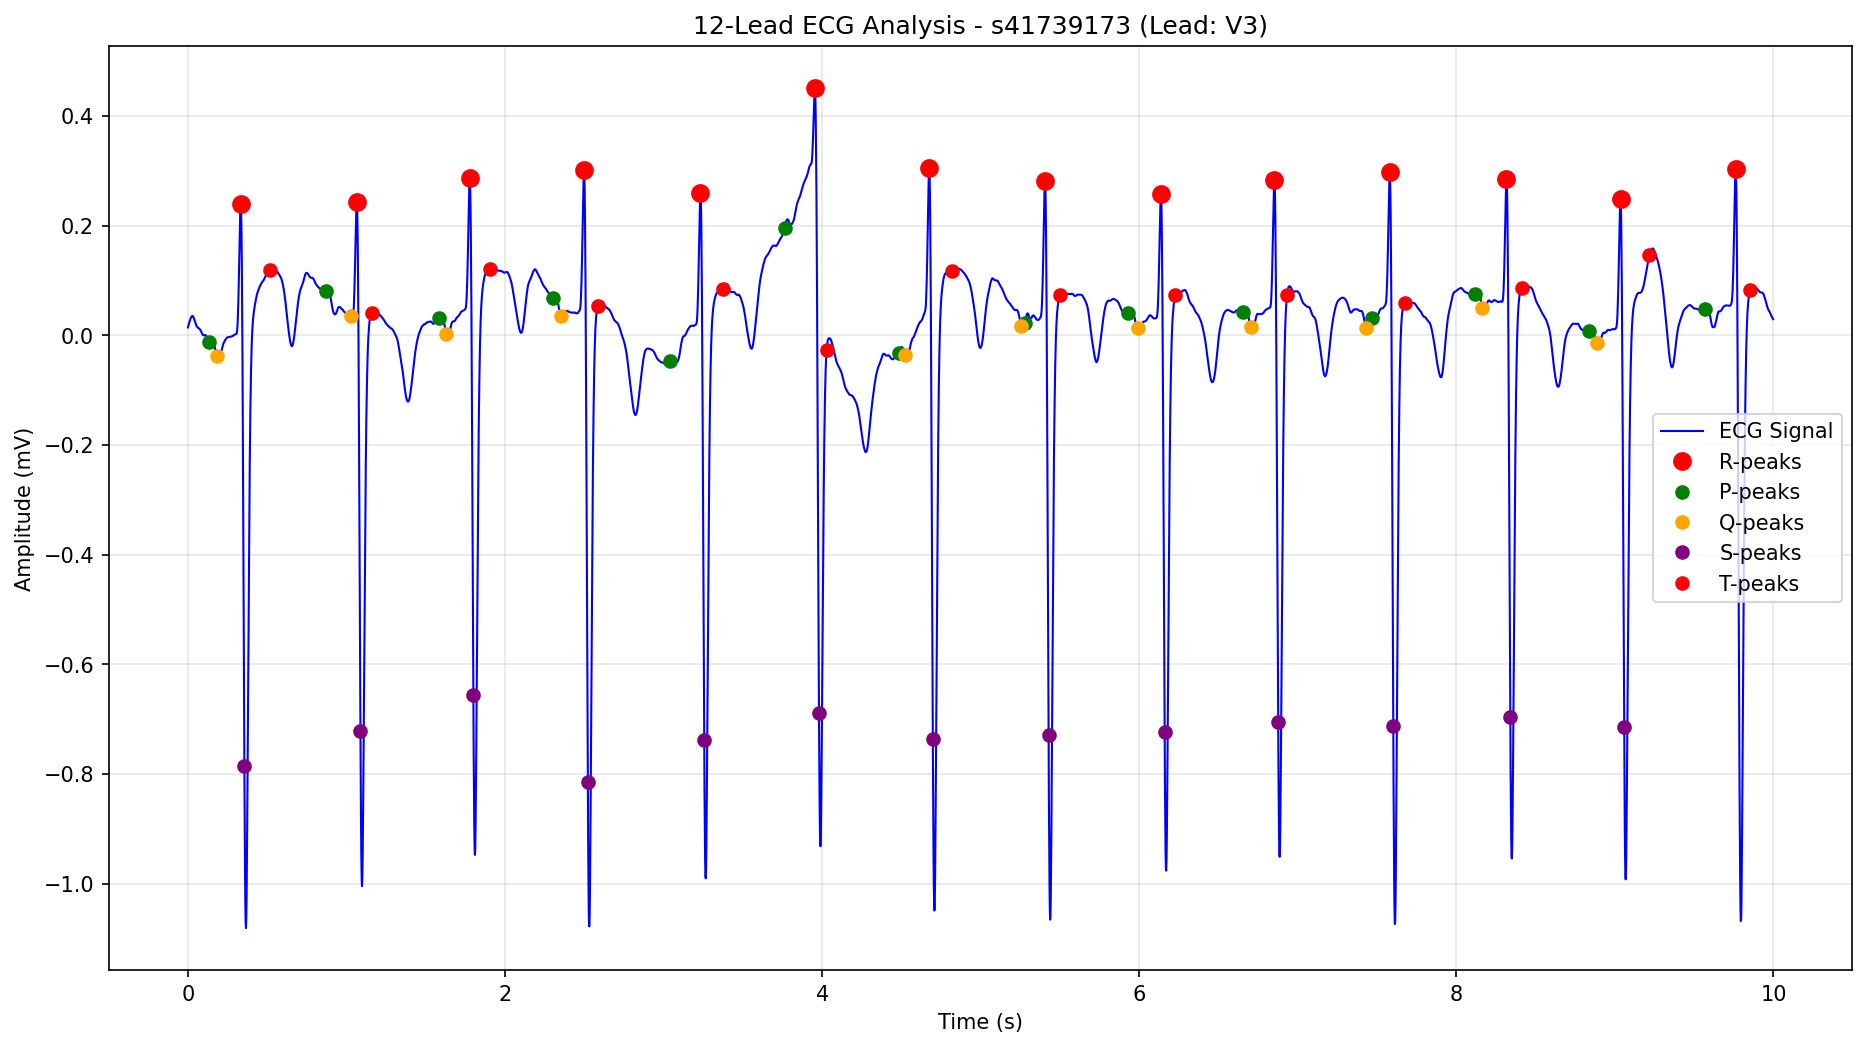 12-Lead ECG Analysis - s41739173 (Lead: V3)
Amplitude (mV)
0.4
0.2
0.0
−0.2
−0.4
−0.6
−0.8
−1.0
ECG Signal
R-peaks
P-peaks
Q-peaks
S-peaks
T-peaks
0 2 4 6 8 10
Time (s)